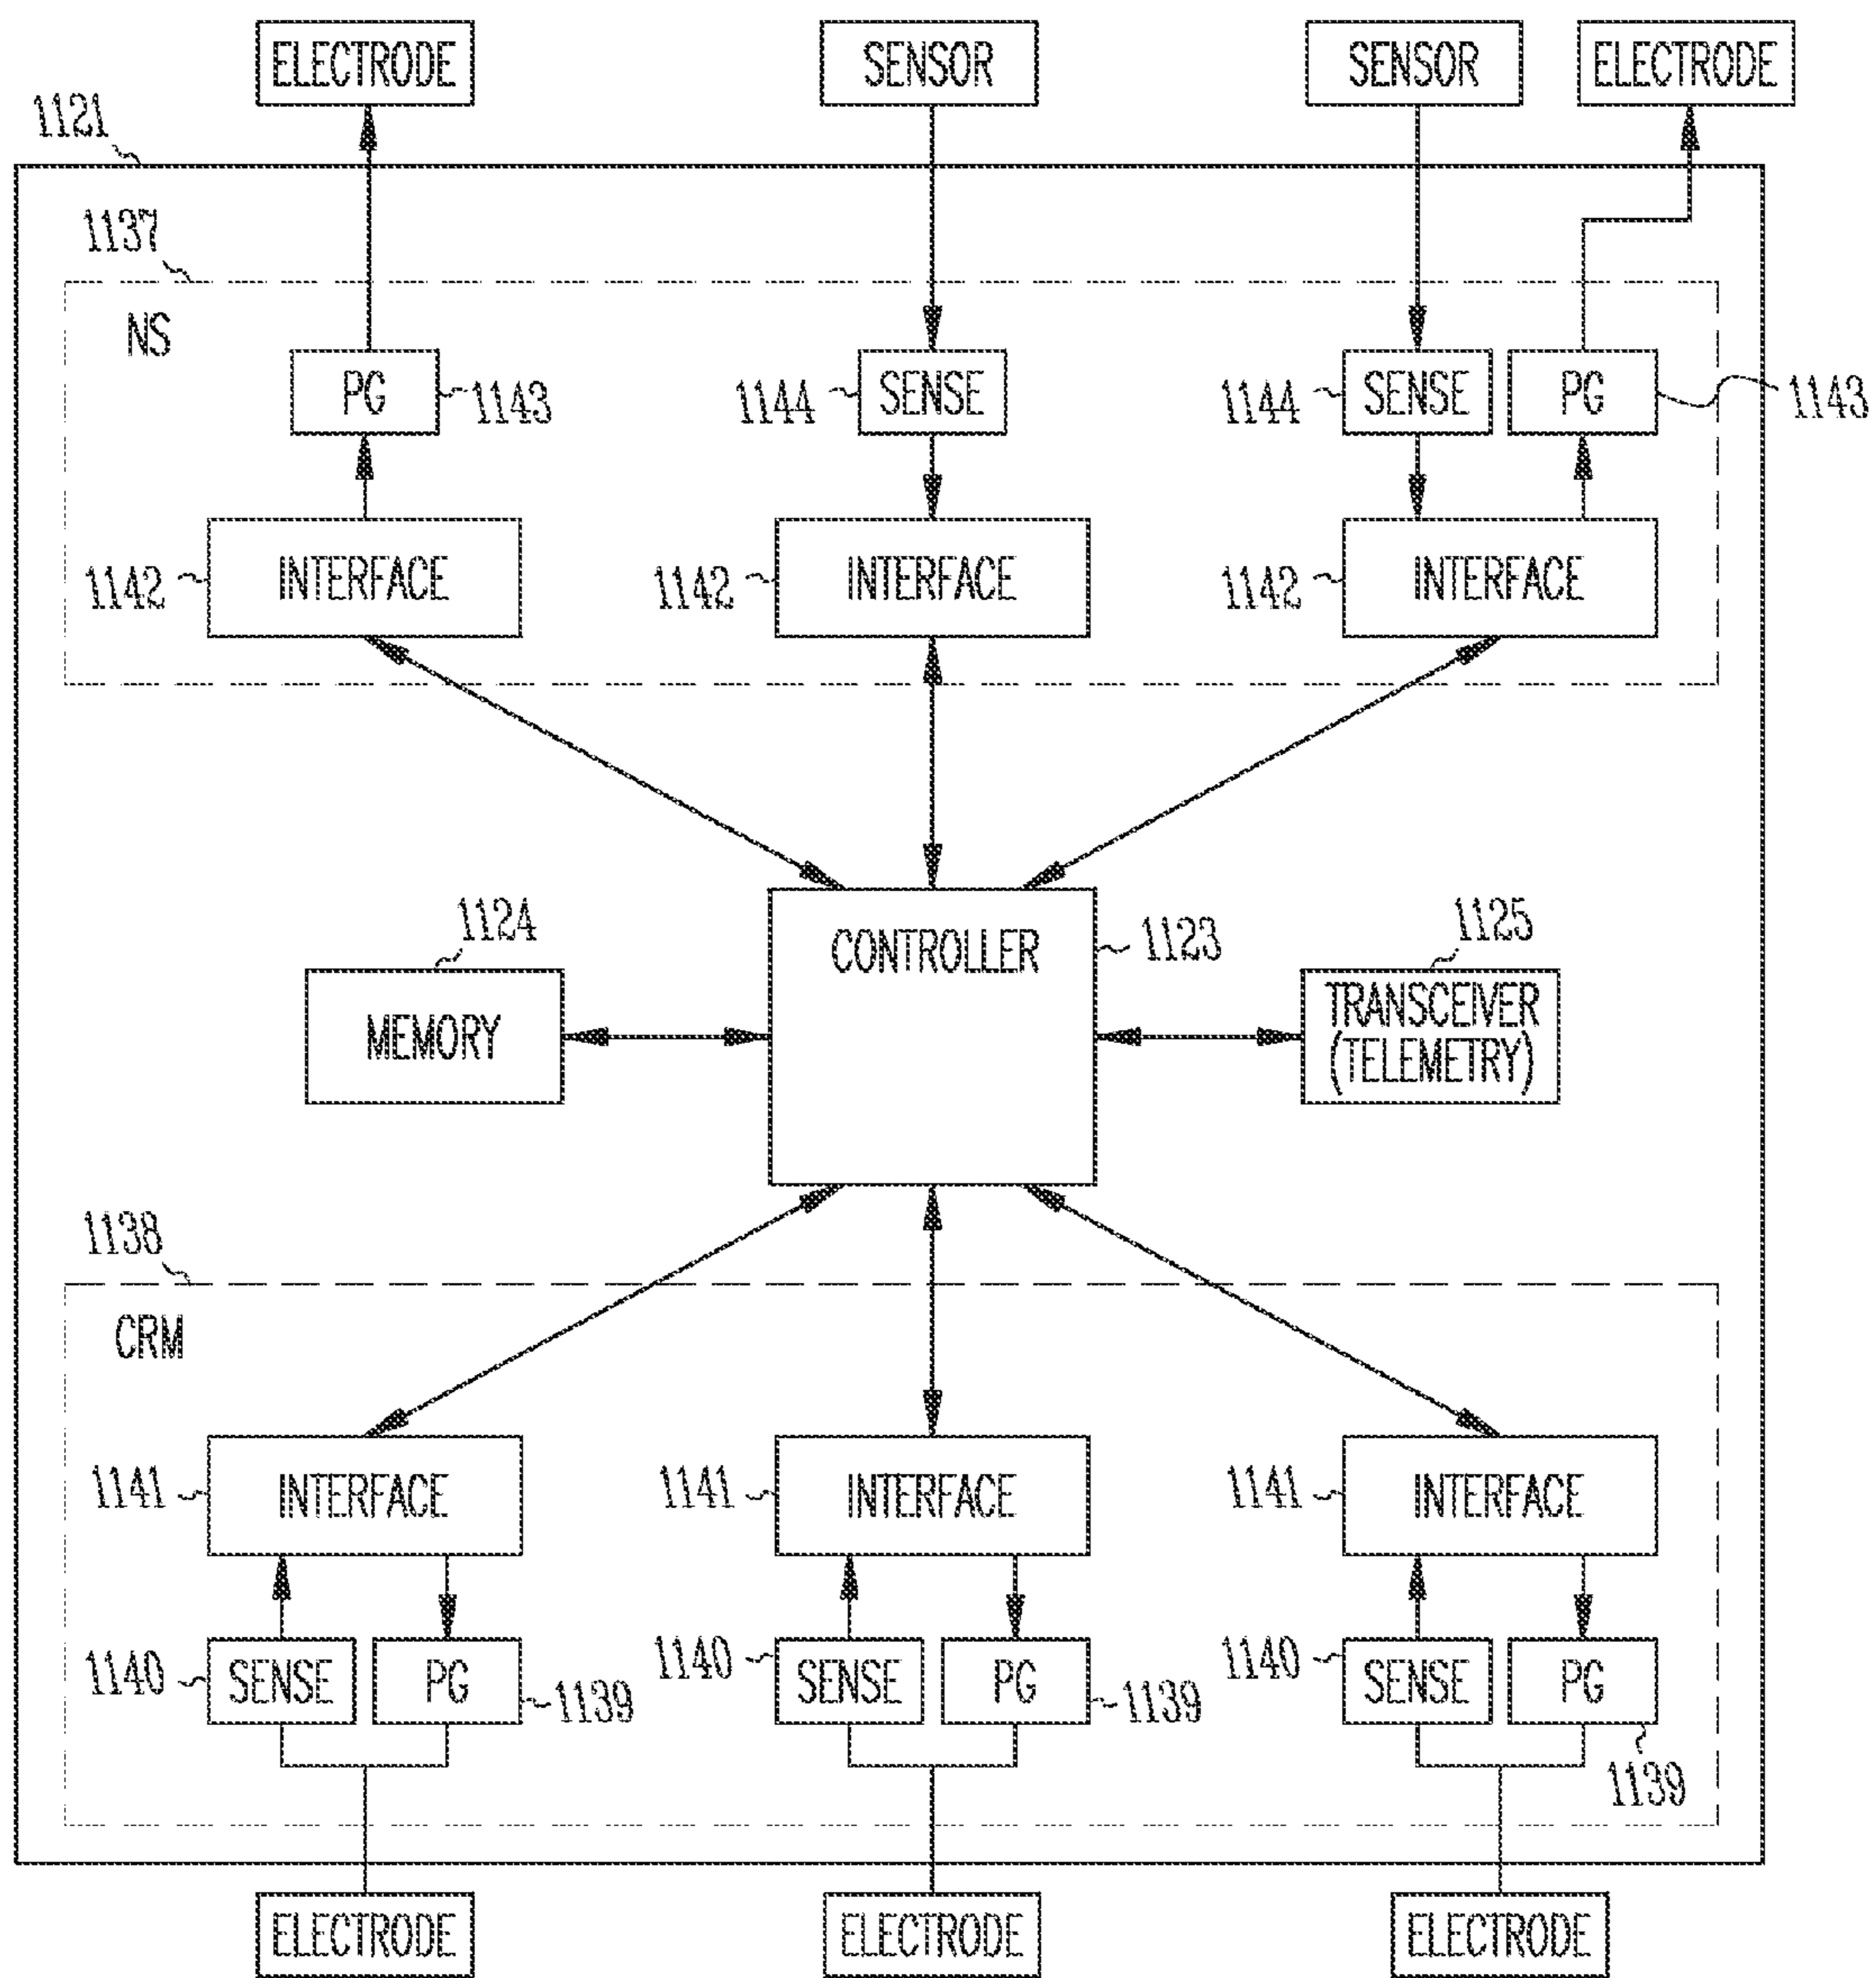 ELECTRODE
SENSOR
SENSOR
ELECTRODE
1121
1137
NS
PG
1143
1144
SENSE
1144
SENSE
PG
1143
1142
INTERFACE
1142
INTERFACE
1142
INTERFACE
1124
MEMORY
CONTROLLER
1123
1125
TRANSCEIVER
(TELEMETRY)
1138
CRM
1141
INTERFACE
1141
INTERFACE
1141
INTERFACE
1140
SENSE
PG
1139
1140
SENSE
PG
1139
1140
SENSE
PG
1139
ELECTRODE
ELECTRODE
ELECTRODE